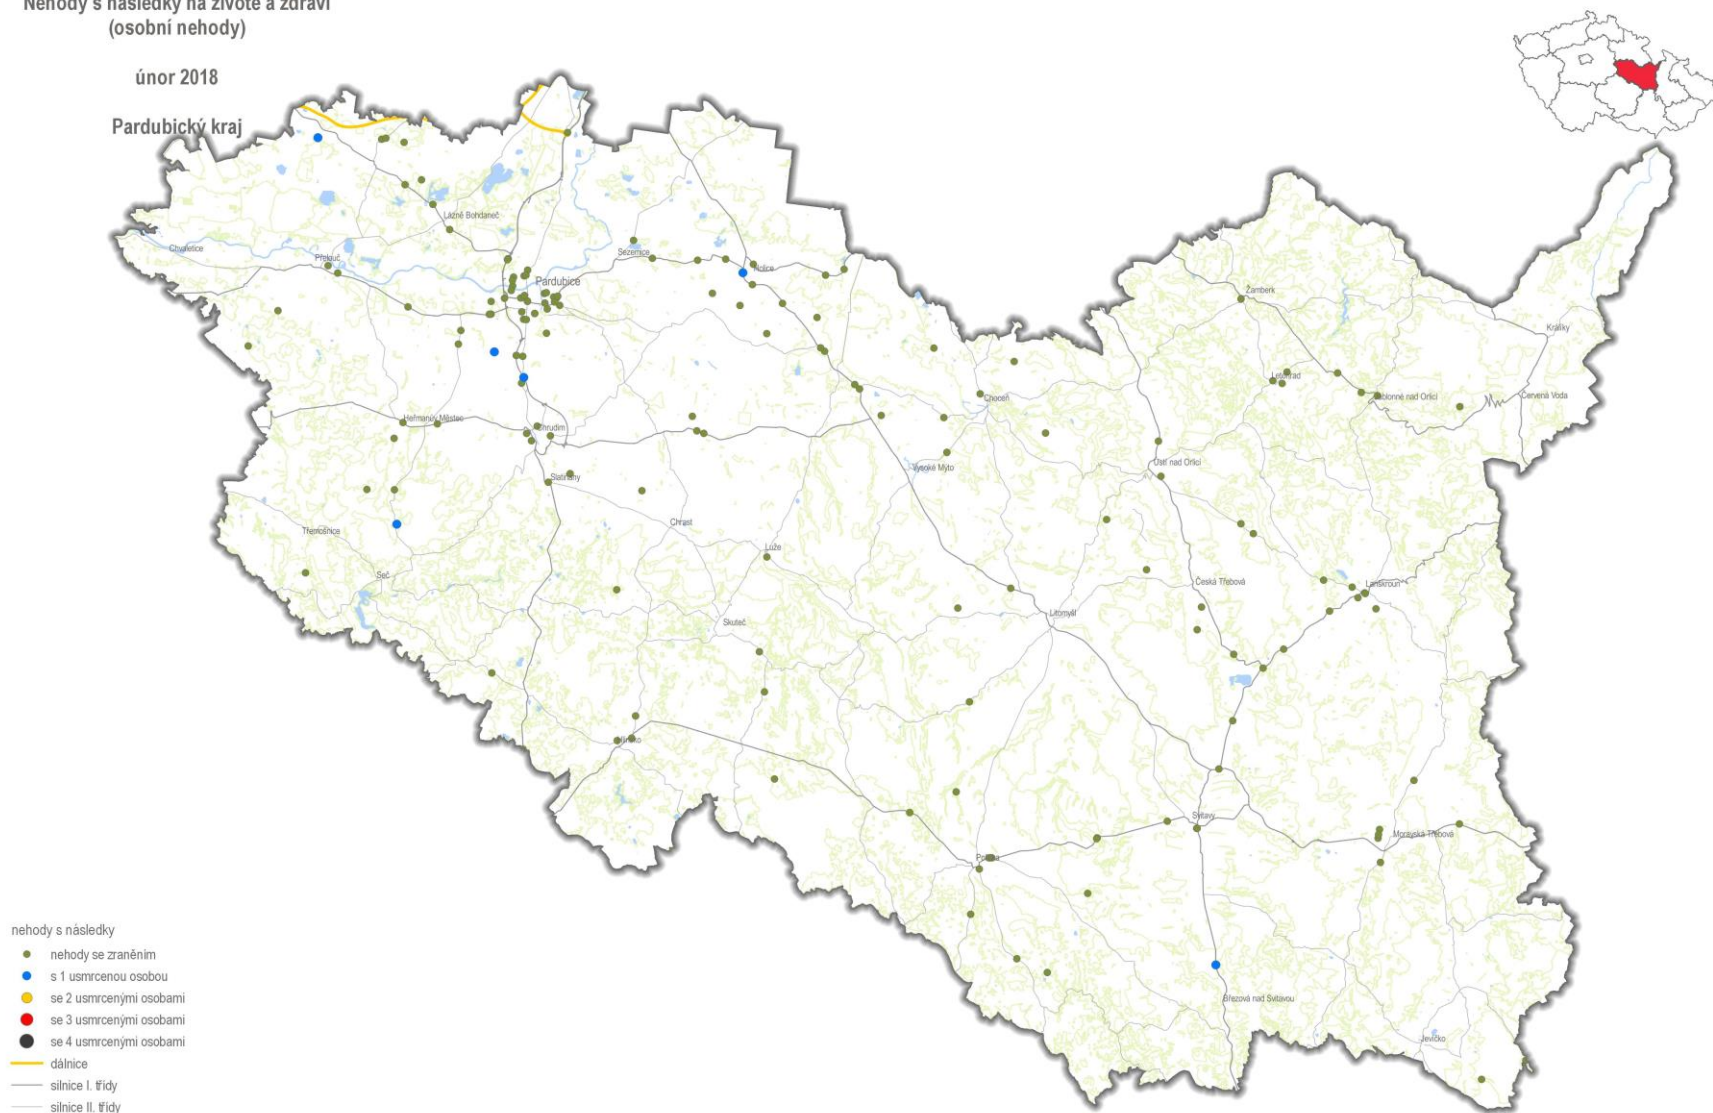 Nehody s následky na životě a zdraví
(osobní nehody)
únor 2018
Pardubický kraj
Lázně Bohdaneč
Chvaletice
Přelouč
Sezemice
Holice
Pardubice
Žamberk
Králíky
Letohrad
Jablonné nad Orlicí
Červená Voda
Choceň
Heřmanův Městec
Chrudim
Ústí nad Orlicí
Vysoké Mýto
Slatiňany
Chrast
Třemošnice
Luže
Seč
Česká Třebová
Lanškroun
Litomyšl
Skuteč
Hlinsko
Svitavy
Moravská Třebová
Polička
Březová nad Svitavou
Jevíčko
nehody s následky
nehody se zraněním
s 1 usmrcenou osobou
se 2 usmrcenými osobami
se 3 usmrcenými osobami
se 4 usmrcenými osobami
dálnice
silnice I. třídy
silnice II. třídy